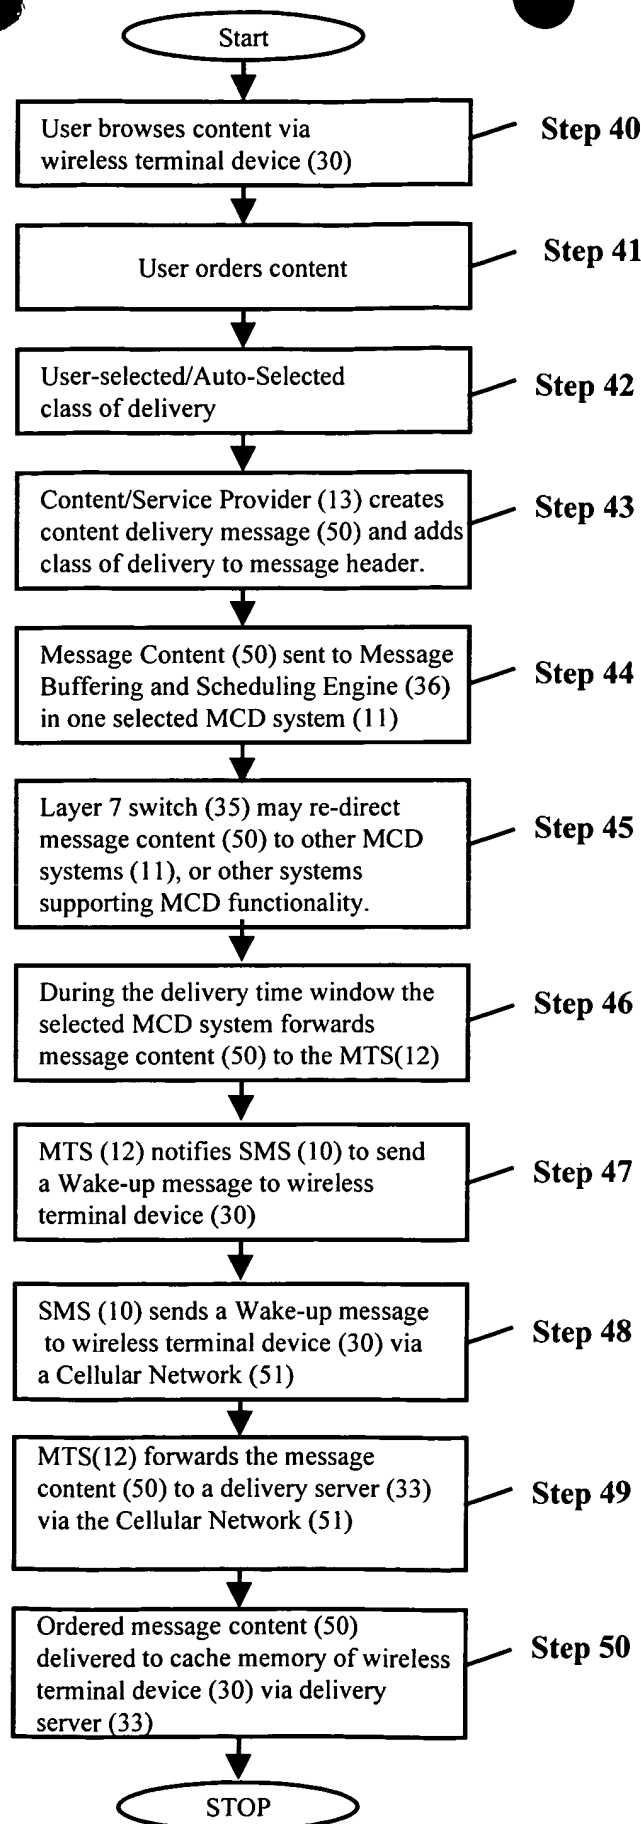 Start
User browses content via
wireless terminal device (30)
Step 40
User orders content
Step 41
User-selected/Auto-Selected
class of delivery
Step 42
Content/Service Provider (13) creates
content delivery message (50) and adds
class of delivery to message header.
Step 43
Message Content (50) sent to Message
Buffering and Scheduling Engine (36)
in one selected MCD system (11)
Step 44
Layer 7 switch (35) may re-direct
message content (50) to other MCD
systems (11), or other systems
supporting MCD functionality.
Step 45
During the delivery time window the
selected MCD system forwards
message content (50) to the MTS(12)
Step 46
MTS (12) notifies SMS (10) to send
a Wake-up message to wireless
terminal device (30)
Step 47
SMS (10) sends a Wake-up message
to wireless terminal device (30) via
a Cellular Network (51)
Step 48
MTS(12) forwards the message
content (50) to a delivery server (33)
via the Cellular Network (51)
Step 49
Ordered message content (50)
delivered to cache memory of wireless
terminal device (30) via delivery
server (33)
Step 50
STOP